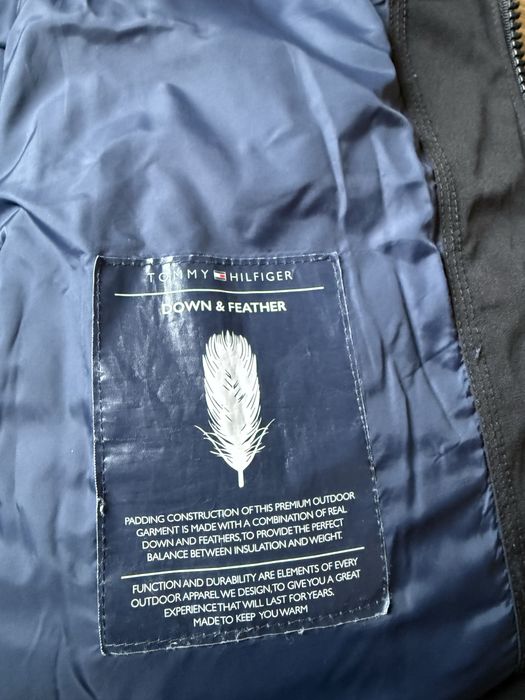 TOMMY HILFIGER
DOWN & FEATHER
PADDING CONSTRUCTION OF THIS PREMIUM OUTDOOR
GARMENT IS MADE WITH A COMBINATION OF REAL
DOWN AND FEATHERS, TO PROVIDE THE PERFECT
BALANCE BETWEEN INSULATION AND WEIGHT.
FUNCTION AND DURABILITY ARE ELEMENTS OF EVERY
OUTDOOR APPAREL WE DESIGN, TO GIVE YOU A GREAT
EXPERIENCE THAT WILL LAST FOR YEARS.
MADE TO KEEP YOU WARM